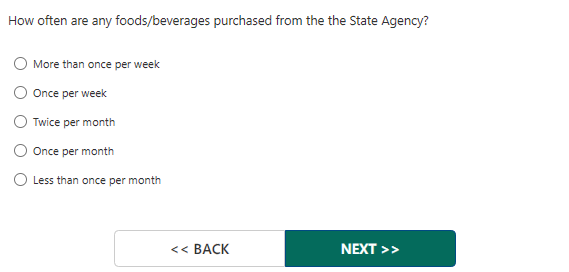 How often are any foods/beverages purchased from the the State Agency?
More than once per week
Once per week
Twice per month
Once per month
Less than once per month
<< BACK
NEXT >>